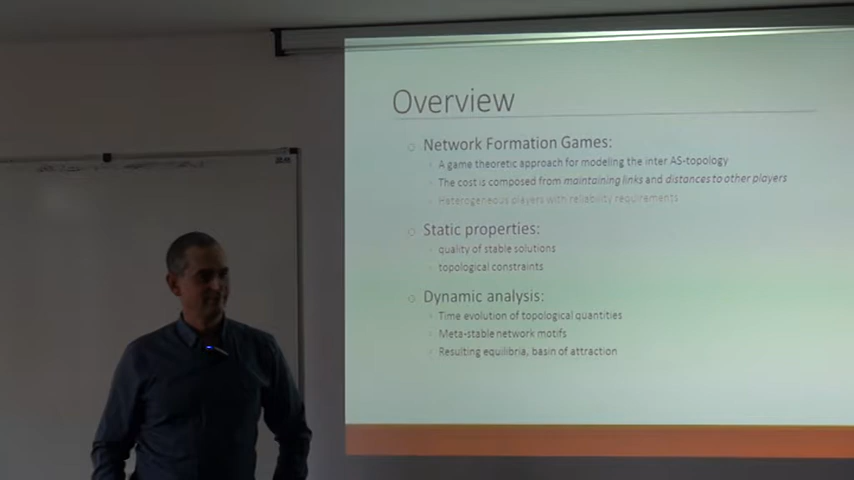 Overview
Network Formation Games:
A game theoretic approach for modeling the inter AS-topology
The cost is composed from maintaining links and distances to other players
Heterogeneous players with reliability requirements
Static properties:
quality of stable solutions
topological constraints
Dynamic analysis:
Time evolution of topological quantities
Meta-stable network motifs
Resulting equilibria, basin of attraction